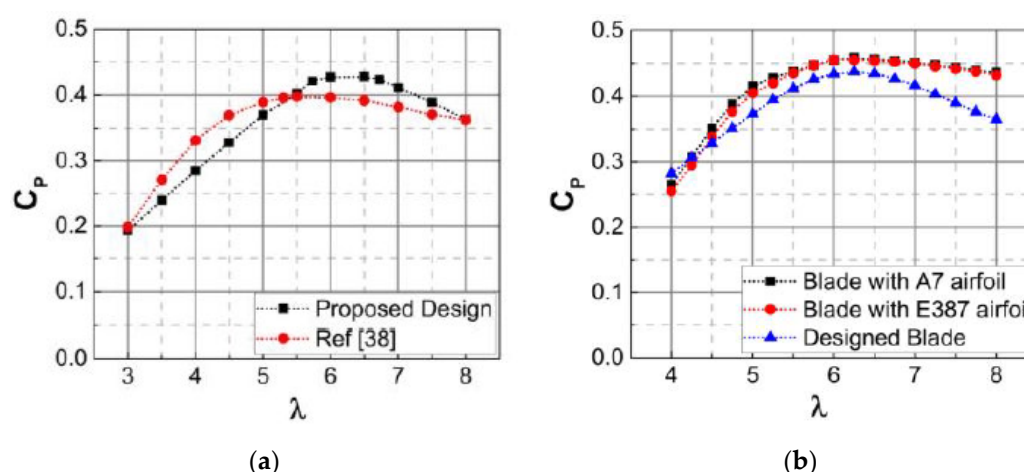 0.5
0.4
0.3
0.2
0.1
0.0
C_P
Proposed Design
Ref [38]
3 4 5 6 7 8
λ
(a)
0.5
0.4
0.3
0.2
0.1
0.0
C_P
Blade with A7 airfoil
Blade with E387 airfoi
Designed Blade
4 5 6 7 8
λ
(b)